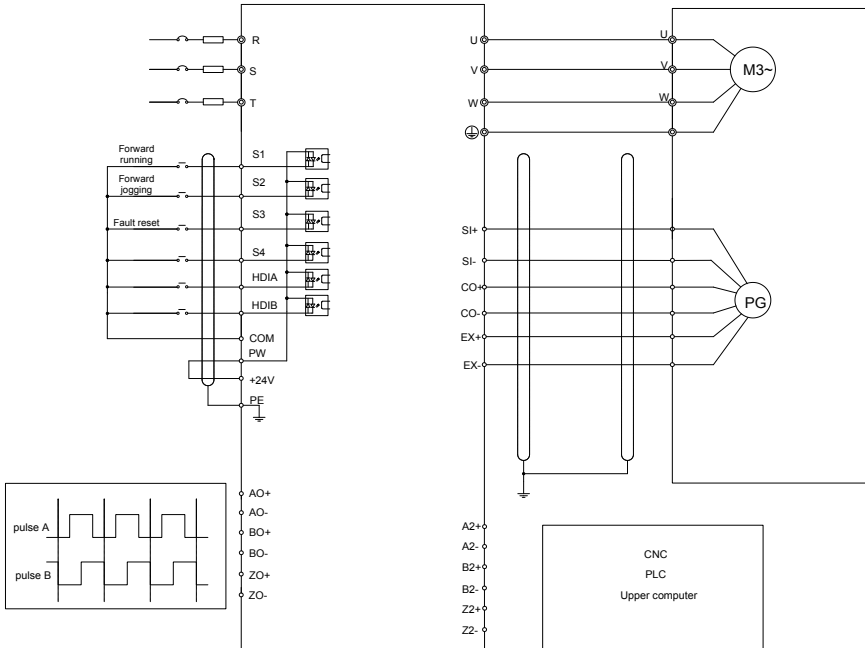 R
U
U
S
V
V
M3~
T
W
W
Forward
running
S1
Forward
jogging
S2
Fault reset
S3
SI+
S4
SI-
HDIA
CO+
PG
HDIB
CO-
COM
EX+
PW
EX-
+24V
PE
AO+
AO-
BO+
BO-
ZO+
ZO-
pulse A
pulse B
A2+
A2-
B2+
B2-
Z2+
Z2-
CNC
PLC
Upper computer